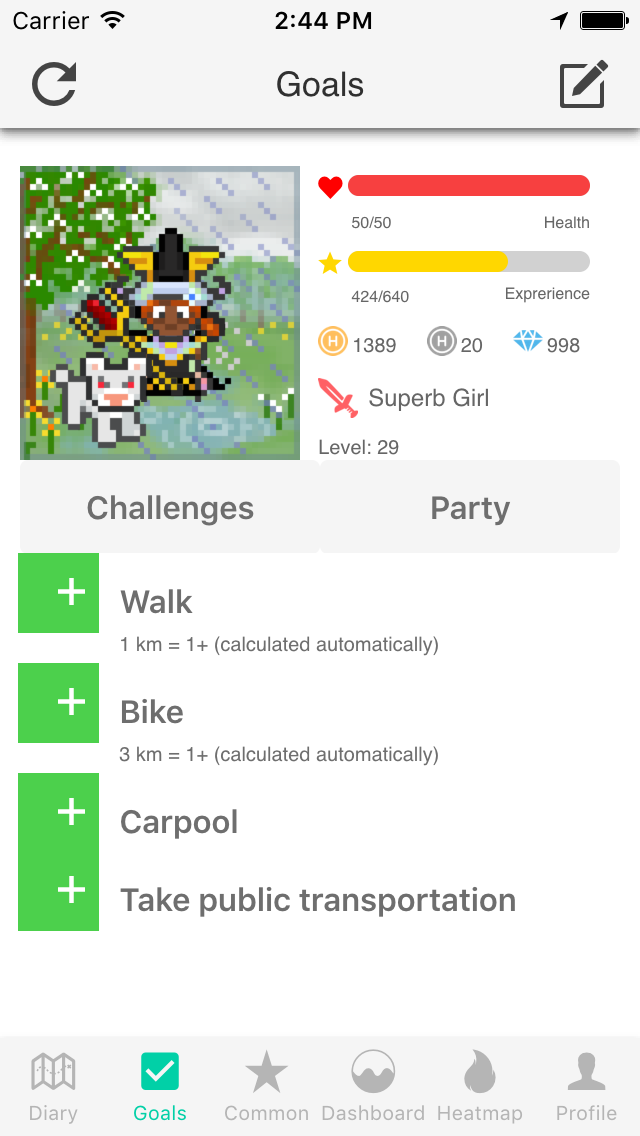 Carrier 2:44 PM
Goals
50/50 Health
424/640 Exprerience
H 1389 H 20 998
Superb Girl
Level: 29
Challenges Party
+ Walk
1 km = 1+ (calculated automatically)
+ Bike
3 km = 1+ (calculated automatically)
+ Carpool
+ Take public transportation
Diary Goals Common Dashboard Heatmap Profile